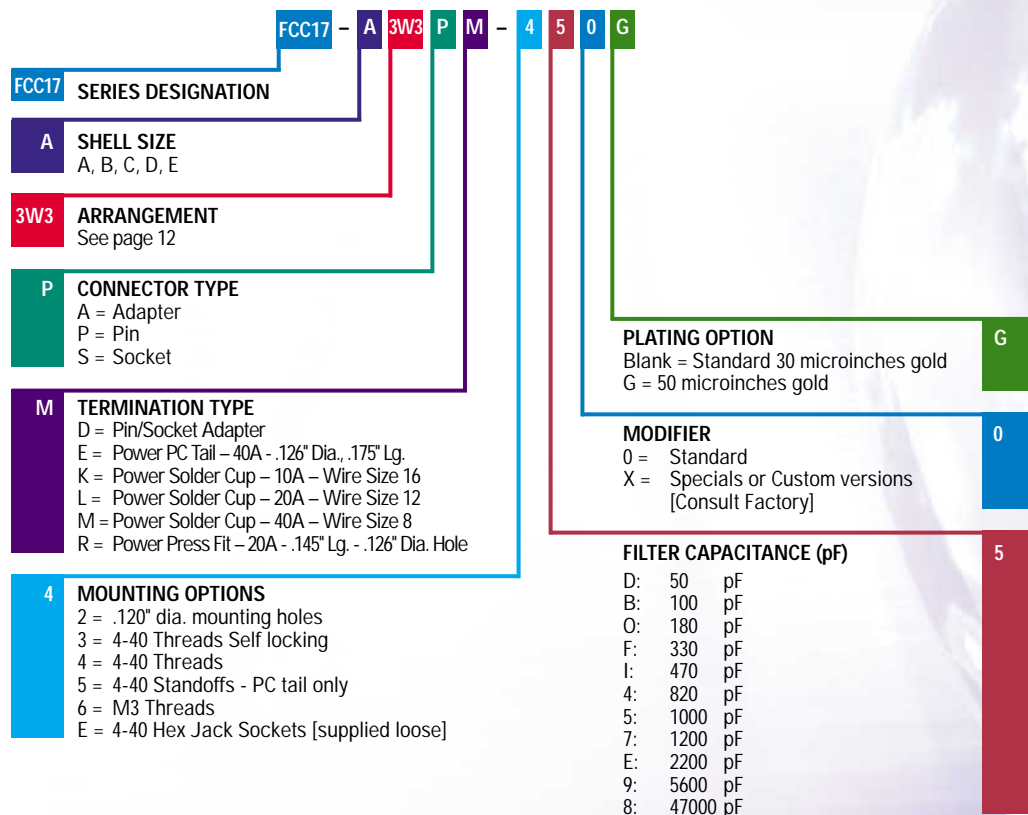 FCC17 – A 3W3 P M – 4 5 0 G
FCC17 SERIES DESIGNATION
A SHELL SIZE
A, B, C, D, E
3W3 ARRANGEMENT
See page 12
P CONNECTOR TYPE
A = Adapter
P = Pin
S = Socket
M TERMINATION TYPE
D = Pin/Socket Adapter
E = Power PC Tail – 40A - .126" Dia., .175" Lg.
K = Power Solder Cup – 10A – Wire Size 16
L = Power Solder Cup – 20A – Wire Size 12
M = Power Solder Cup – 40A – Wire Size 8
R = Power Press Fit – 20A - .145" Lg. - .126" Dia. Hole
4 MOUNTING OPTIONS
2 = .120" dia. mounting holes
3 = 4-40 Threads Self locking
4 = 4-40 Threads
5 = 4-40 Standoffs - PC tail only
6 = M3 Threads
E = 4-40 Hex Jack Sockets [supplied loose]
PLATING OPTION G
Blank = Standard 30 microinches gold
G = 50 microinches gold
MODIFIER 0
0 = Standard
X = Specials or Custom versions
[Consult Factory]
FILTER CAPACITANCE (pF) 5
D: 50 pF
B: 100 pF
O: 180 pF
F: 330 pF
I: 470 pF
4: 820 pF
5: 1000 pF
7: 1200 pF
E: 2200 pF
9: 5600 pF
8: 47000 pF